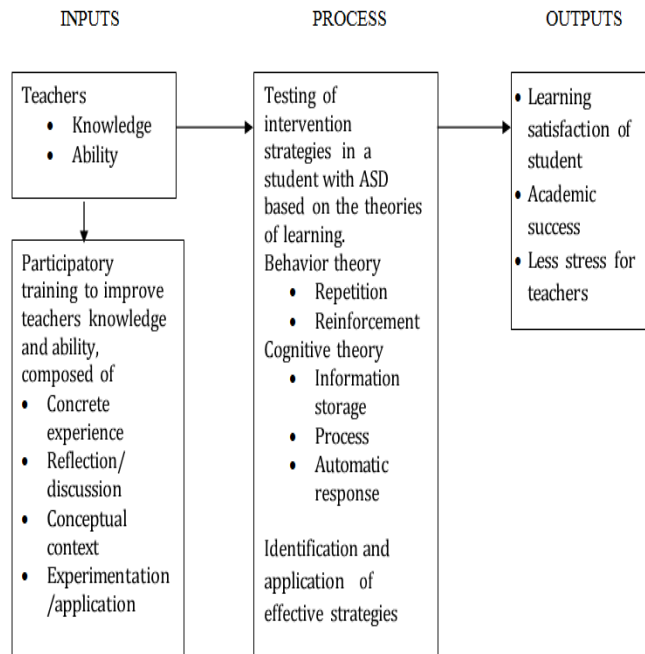 INPUTS
PROCESS
OUTPUTS
Teachers
• Knowledge
• Ability
Participatory
training to improve
teachers knowledge
and ability,
composed of
• Concrete
experience
• Reflection/
discussion
• Conceptual
context
• Experimentation
/application
Testing of
intervention
strategies in a
student with ASD
based on the theories
of learning.
Behavior theory
• Repetition
• Reinforcement
Cognitive theory
• Information
storage
• Process
• Automatic
response
Identification and
application of
effective strategies
• Learning
satisfaction of
student
• Academic
success
• Less stress for
teachers